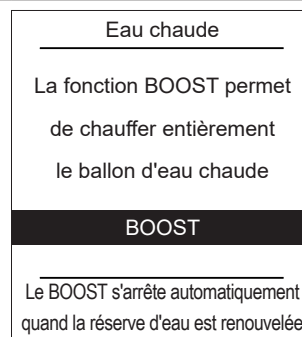 Eau chaude
La fonction BOOST permet
de chauffer entièrement
le ballon d'eau chaude
BOOST
Le BOOST s'arrête automatiquement
quand la réserve d'eau est renouvelée